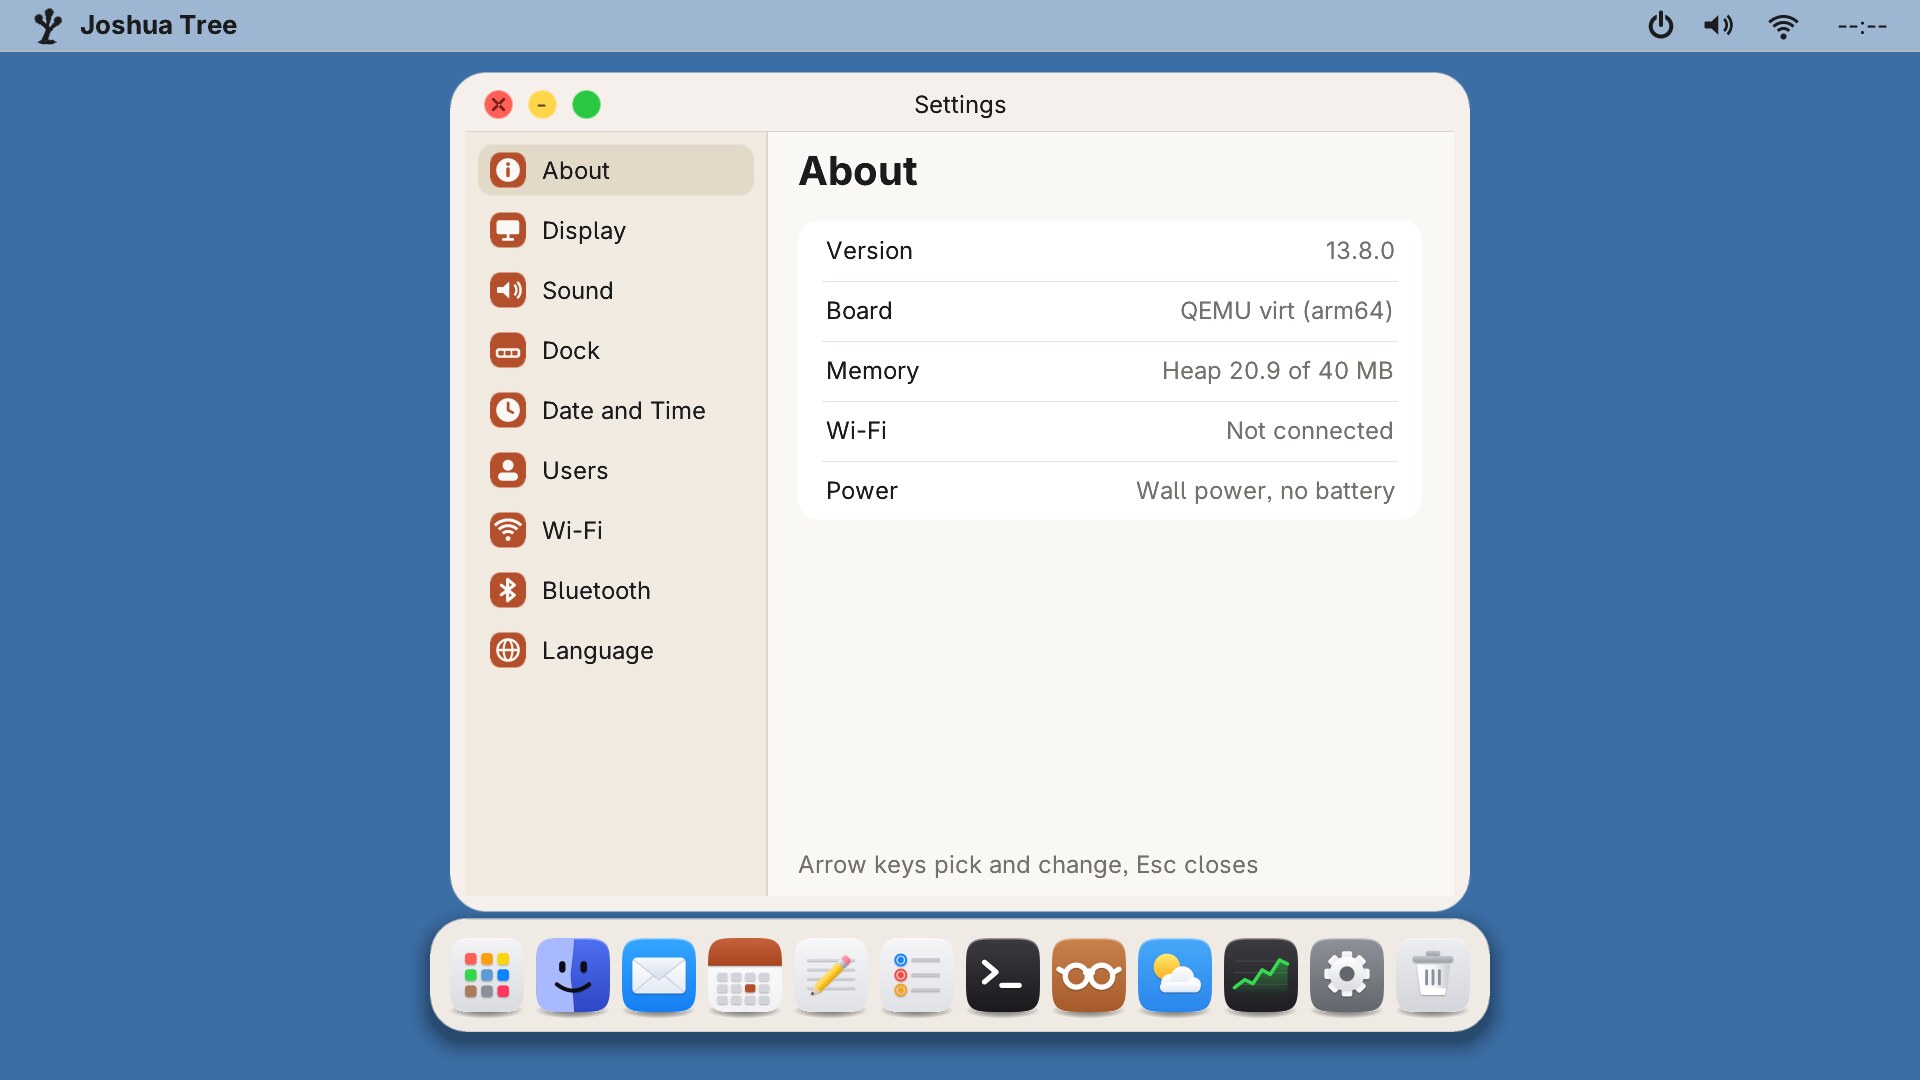 Joshua Tree
--:--
Settings
About
Display
Sound
Dock
Date and Time
Users
Wi-Fi
Bluetooth
Language
About
Version 13.8.0
Board QEMU virt (arm64)
Memory Heap 20.9 of 40 MB
Wi-Fi Not connected
Power Wall power, no battery
Arrow keys pick and change, Esc closes